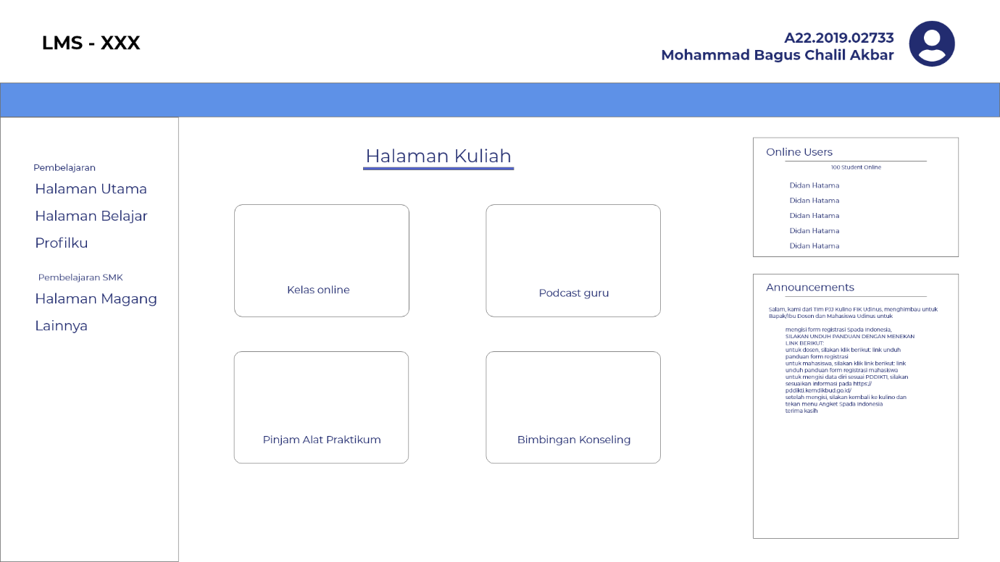 LMS - XXX
A22.2019.02733
Mohammad Bagus Chalil Akbar
Pembelajaran
Halaman Utama
Halaman Belajar
Profilku
Pembelajaran SMK
Halaman Magang
Lainnya
Halaman Kuliah
Kelas online
Podcast guru
Pinjam Alat Praktikum
Bimbingan Konseling
Online Users
100 Student Online
Didan Hatama
Didan Hatama
Didan Hatama
Didan Hatama
Didan Hatama
Announcements
Salam, kami dari Tim PJJ Kulino FIK Udinus, menghimbau untuk
Bapak/Ibu Dosen dan Mahasiswa Udinus untuk
mengisi form registrasi Spada Indonesia,
SILAKAN UNDUH PANDUAN DENGAN MENEKAN
LINK BERIKUT:
untuk dosen, silakan klik berikut: link unduh
panduan form registrasi
untuk mahasiswa, silakan klik link berikut: link
unduh panduan form registrasi mahasiswa
untuk mengisi data diri sesuai PDDIKTI, silakan
sesuaikan informasi pada https://
pddikti.kemdikbud.go.id/
setelah mengisi, silakan kembali ke kulino dan
tekan menu Angket Spada Indonesia
terima kasih